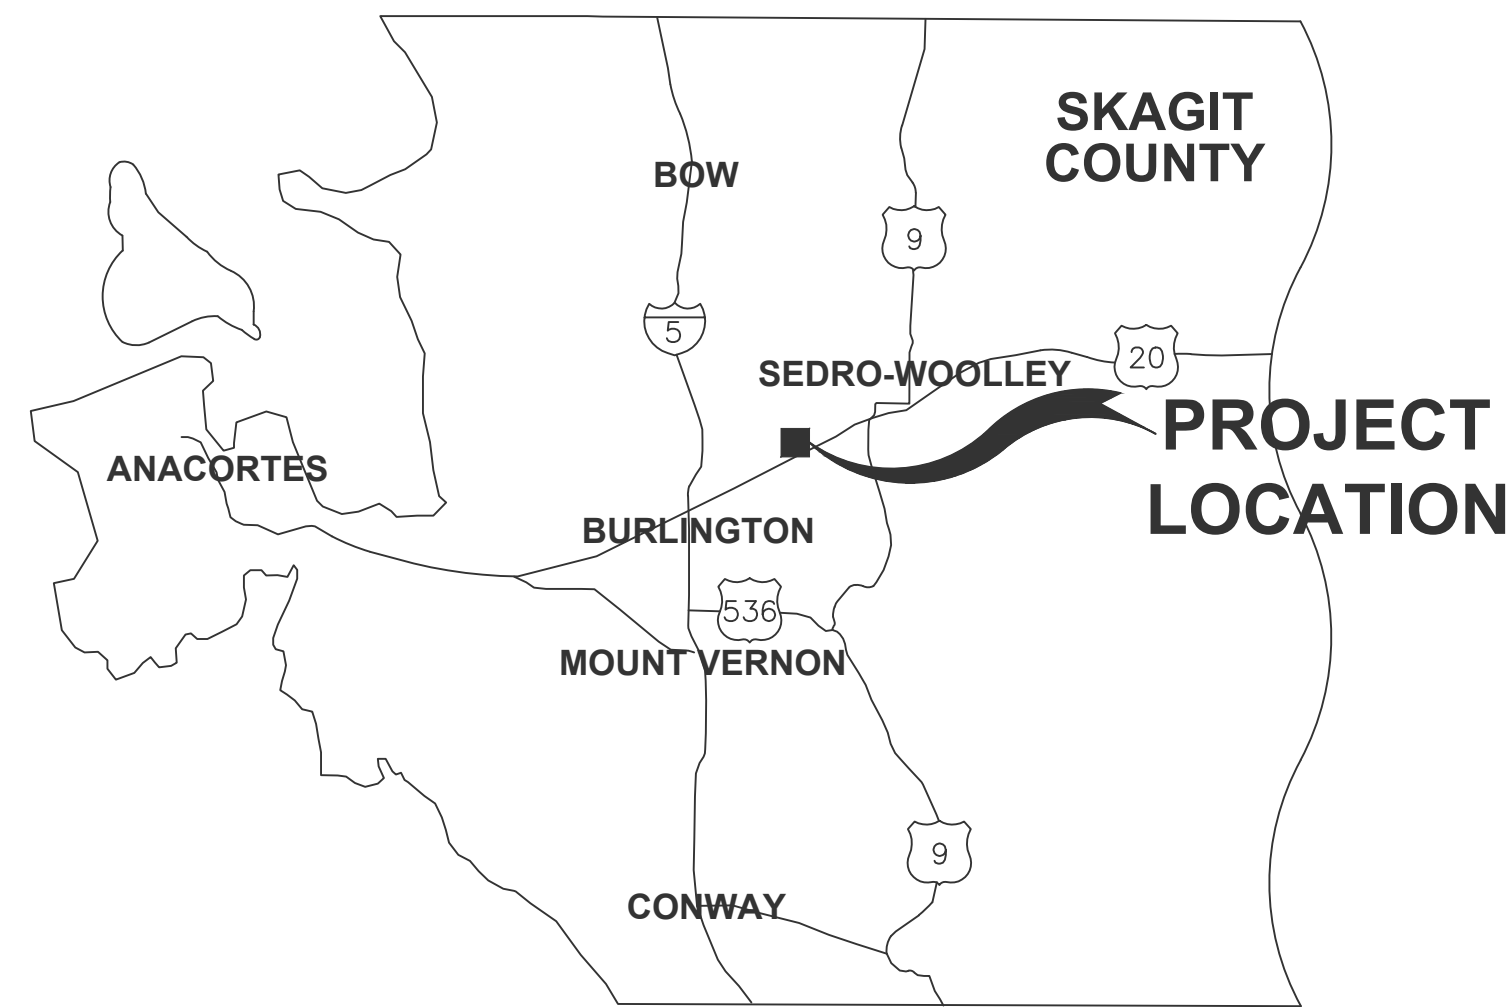 SKAGIT
COUNTY
BOW
9
5
20
SEDRO-WOOLLEY
PROJECT
LOCATION
ANACORTES
BURLINGTON
536
MOUNT VERNON
9
CONWAY